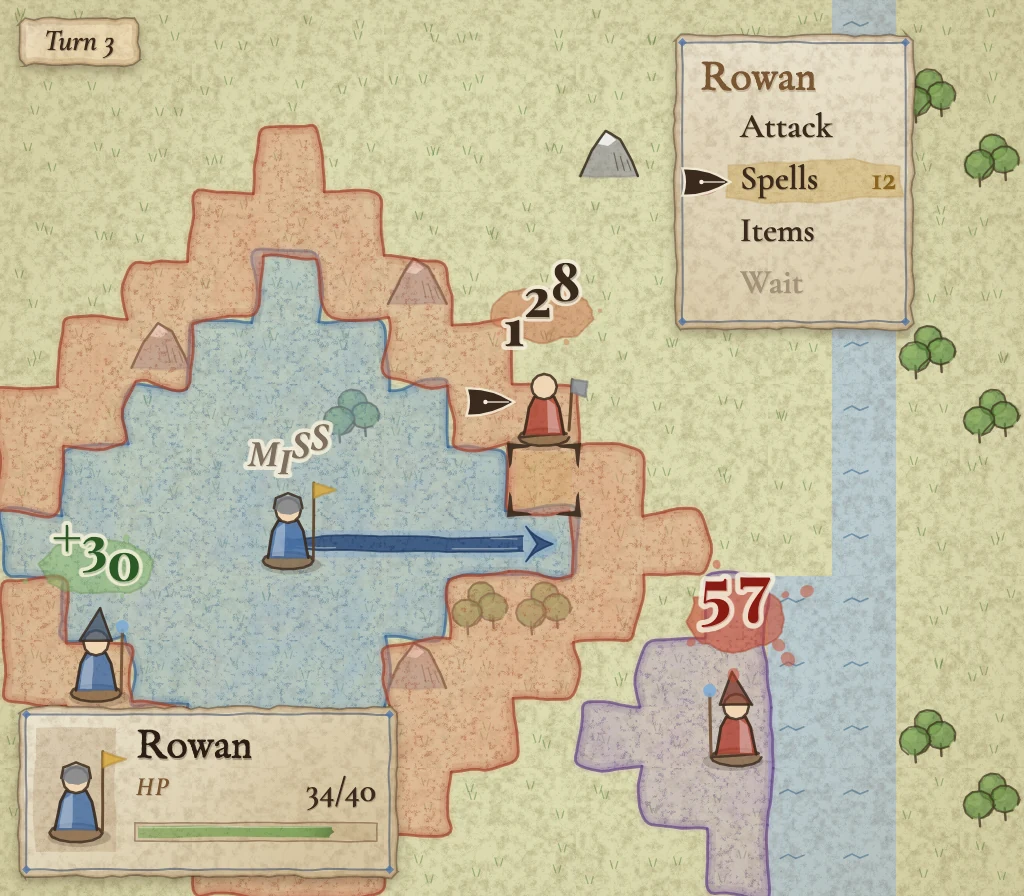 Turn 3
Rowan
Attack
Spells 12
Items
Wait
128
MISS
+30
57
Rowan
HP
34/40